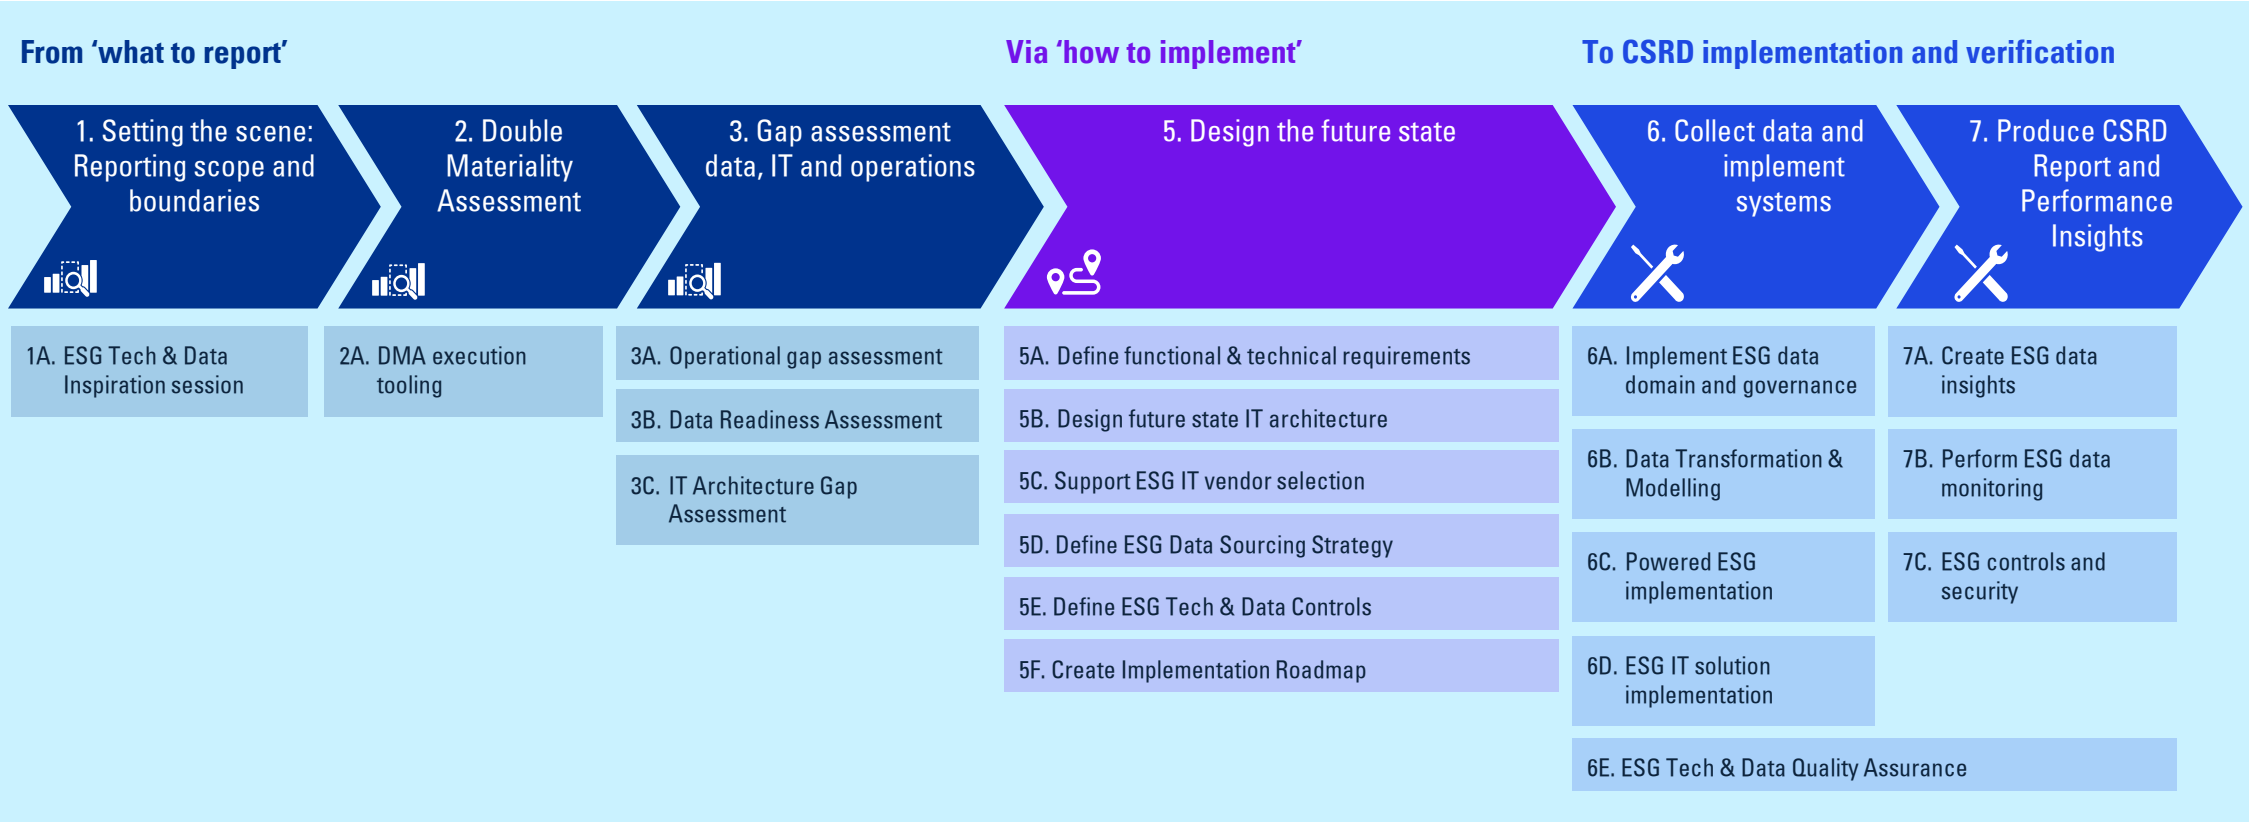 From ‘what to report’
Via ‘how to implement’
To CSRD implementation and verification
1. Setting the scene:
Reporting scope and
boundaries
2. Double
Materiality
Assessment
3. Gap assessment
data, IT and operations
5. Design the future state
6. Collect data and
implement
systems
7. Produce CSRD
Report and
Performance
Insights
1A. ESG Tech & Data
Inspiration session
2A. DMA execution
tooling
3A. Operational gap assessment
3B. Data Readiness Assessment
3C. IT Architecture Gap
Assessment
5A. Define functional & technical requirements
5B. Design future state IT architecture
5C. Support ESG IT vendor selection
5D. Define ESG Data Sourcing Strategy
5E. Define ESG Tech & Data Controls
5F. Create Implementation Roadmap
6A. Implement ESG data
domain and governance
6B. Data Transformation &
Modelling
6C. Powered ESG
implementation
6D. ESG IT solution
implementation
6E. ESG Tech & Data Quality Assurance
7A. Create ESG data
insights
7B. Perform ESG data
monitoring
7C. ESG controls and
security